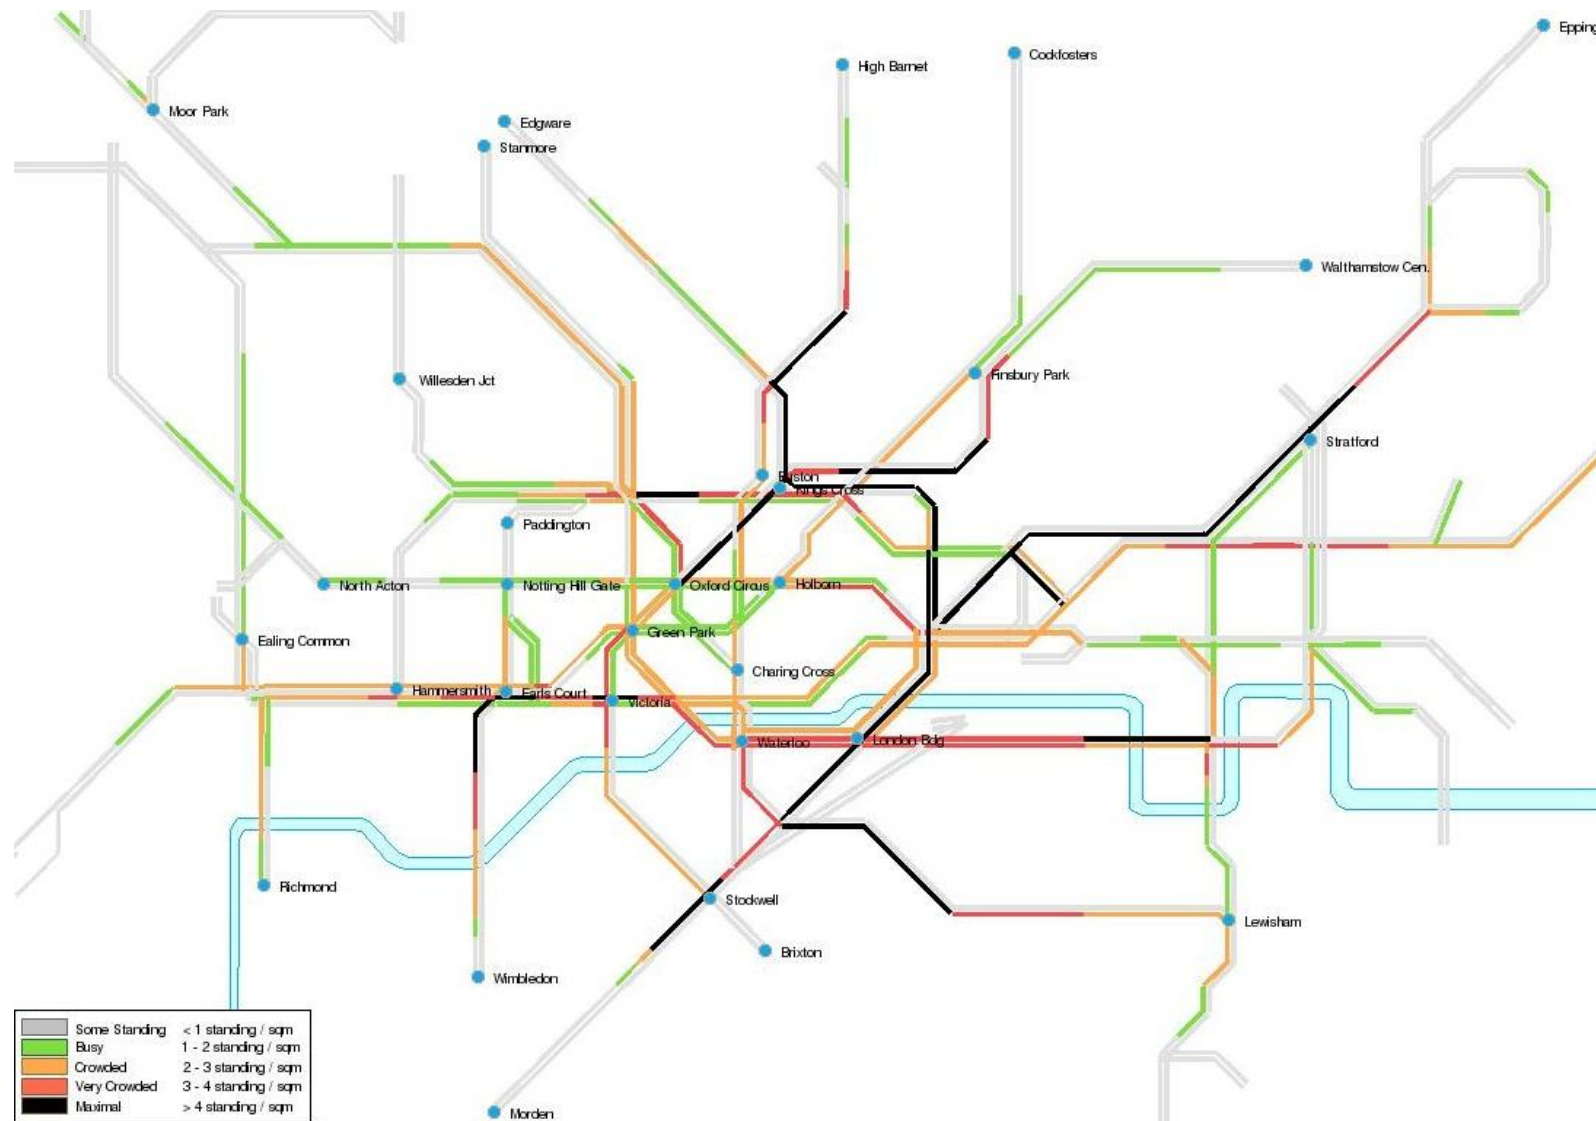 Epping
Cockfosters
High Barnet
Moor Park
Edgware
Stanmore
Walthamstow Cen.
Finsbury Park
Willesden Jct
Stratford
Euston
Kings Cross
Paddington
North Acton
Notting Hill Gate
Oxford Circus
Holborn
Green Park
Ealing Common
Charing Cross
Hammersmith
Earls Court
Victoria
Waterloo
London Bdg
Richmond
Stockwell
Lewisham
Brixton
Wimbledon
Some Standing < 1 standing / sqm
Busy 1 - 2 standing / sqm
Crowded 2 - 3 standing / sqm
Very Crowded 3 - 4 standing / sqm
Maximal > 4 standing / sqm
Morden